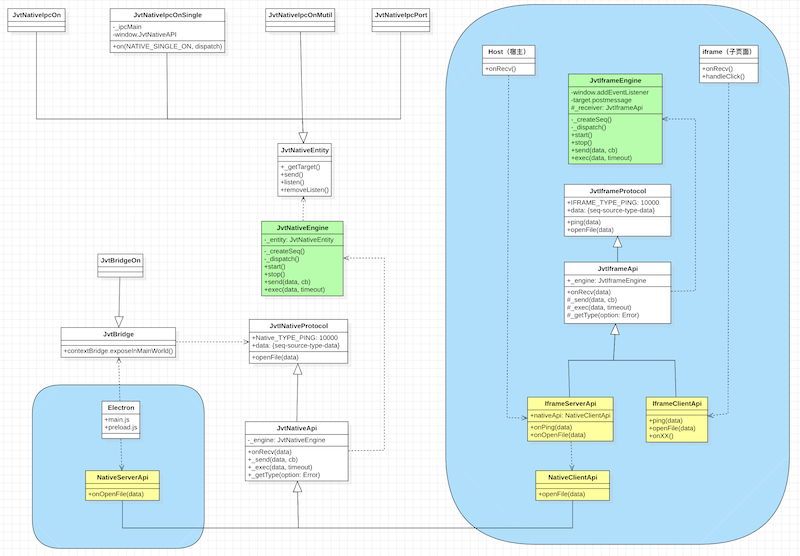 JvtNativeIpcOn
JvtNativeIpcOnSingle
-_ipcMain
-window.JvtNativeAPI
+on(NATIVE_SINGLE_ON, dispatch)
JvtNativeIpcOnMutil
JvtNativeIpcPort
JvtNativeEntity
+_getTarget()
+send()
+listen()
+removeListen()
JvtNativeEngine
-_entity: JvtNativeEntity
-_createSeq()
-_dispatch()
+start()
+stop()
+send(data, cb)
+exec(data, timeout)
JvtBridgeOn
JvtBridge
+contextBridge.exposeInMainWorld()
JvtlNativeProtocol
+Native_TYPE_PING: 10000
+data: {seq-source-type-data}
+openFile(data)
Electron
+main.js
+preload.js
NativeServerApi
+onOpenFile(data)
JvtNativeApi
-_engine: JvtNativeEngine
+onRecv(data)
+_send(data, cb)
+_exec(data, timeout)
+_getType(option: Error)
Host（宿主）
+onRecv()
JvtIframeEngine
-window.addEventListener
-target.postmessage
#_receiver: JvtIframeApi
-_createSeq()
-_dispatch()
+start()
+stop()
+send(data, cb)
+exec(data, timeout)
iframe（子页面）
+onRecv()
+handleClick()
JvtIframeProtocol
+IFRAME_TYPE_PING: 10000
+data: {seq-source-type-data}
+ping(data)
+openFile(data)
JvtIframeApi
+_engine: JvtIframeEngine
+onRecv(data)
#_send(data, cb)
#_exec(data, timeout)
#_getType(option: Error)
IframeServerApi
+nativeApi: NativeClientApi
+onPing(data)
+onOpenFile(data)
IframeClientApi
+ping(data)
+openFile(data)
+onXX()
NativeClientApi
+openFile(data)